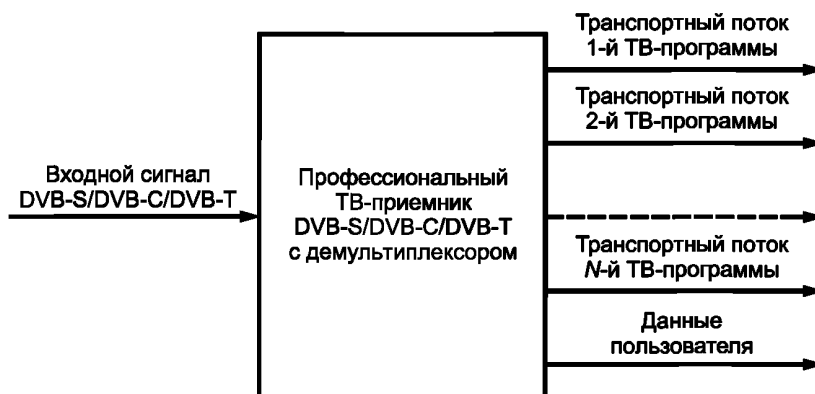 Транспортный поток
1-й ТВ-программы
Транспортный поток
2-й ТВ-программы
Входной сигнал
DVB-S/DVB-C/DVB-T
Профессиональный
ТВ-приемник
DVB-S/DVB-C/DVB-T
с демультиплексором
Транспортный поток
N-й ТВ-программы
Данные
пользователя